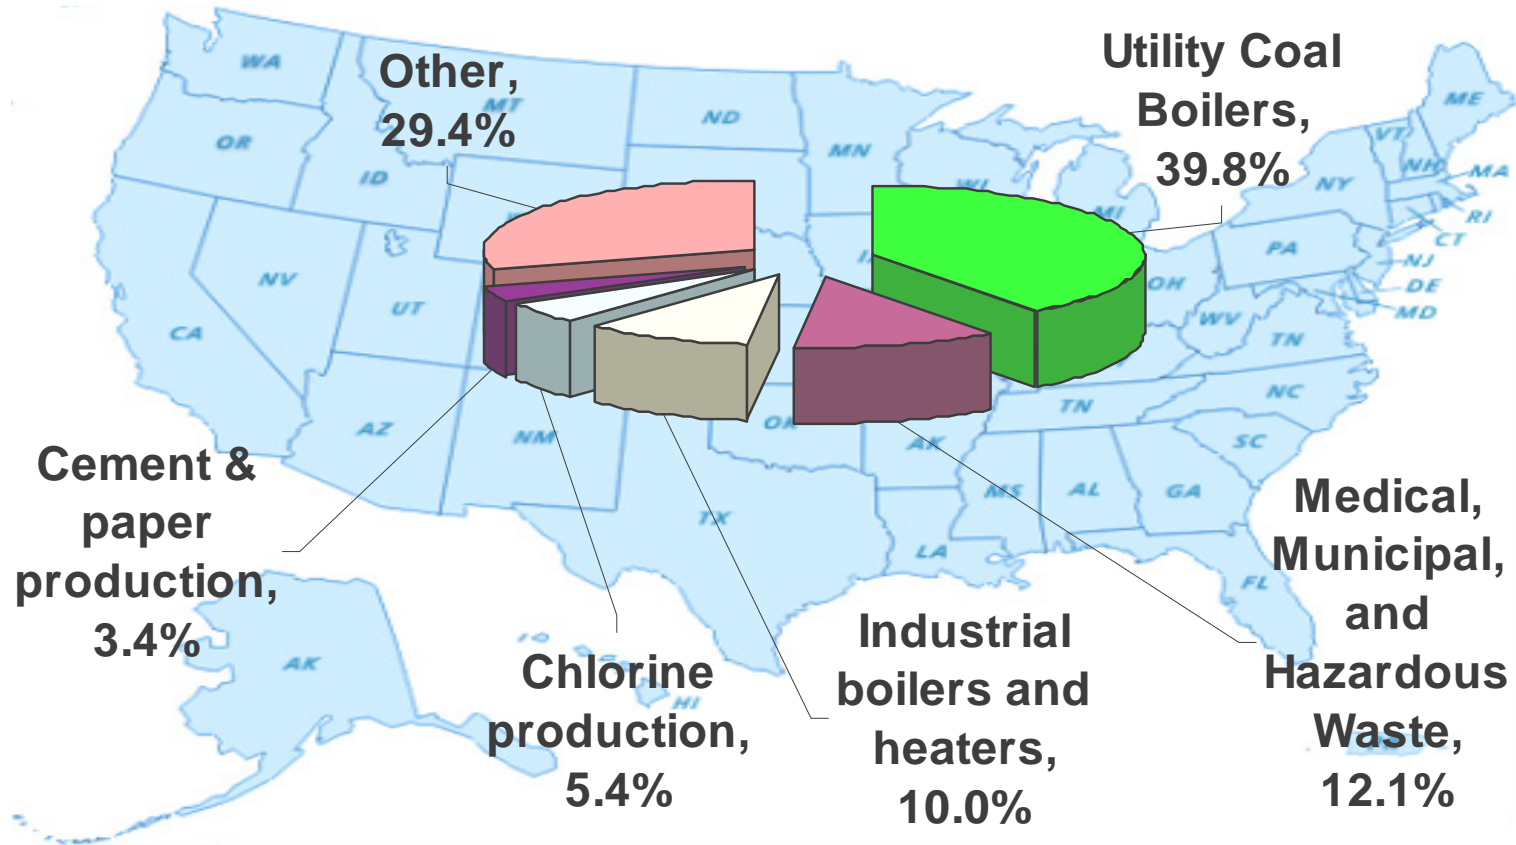 Other,
29.4%
Utility Coal
Boilers,
39.8%
Cement &
paper
production,
3.4%
Chlorine
production,
5.4%
Industrial
boilers and
heaters,
10.0%
Medical,
Municipal,
and
Hazardous
Waste,
12.1%
WA
MT
ND
MN
ME
OR
ID
WI
MI
VT
NH
NY
MA
RI
CT
NV
UT
PA
NJ
OH
DE
MD
CA
WV
TN
AZ
NM
OK
AK
TN
NC
SC
TX
MS
AL
GA
LA
FL
AK
HI